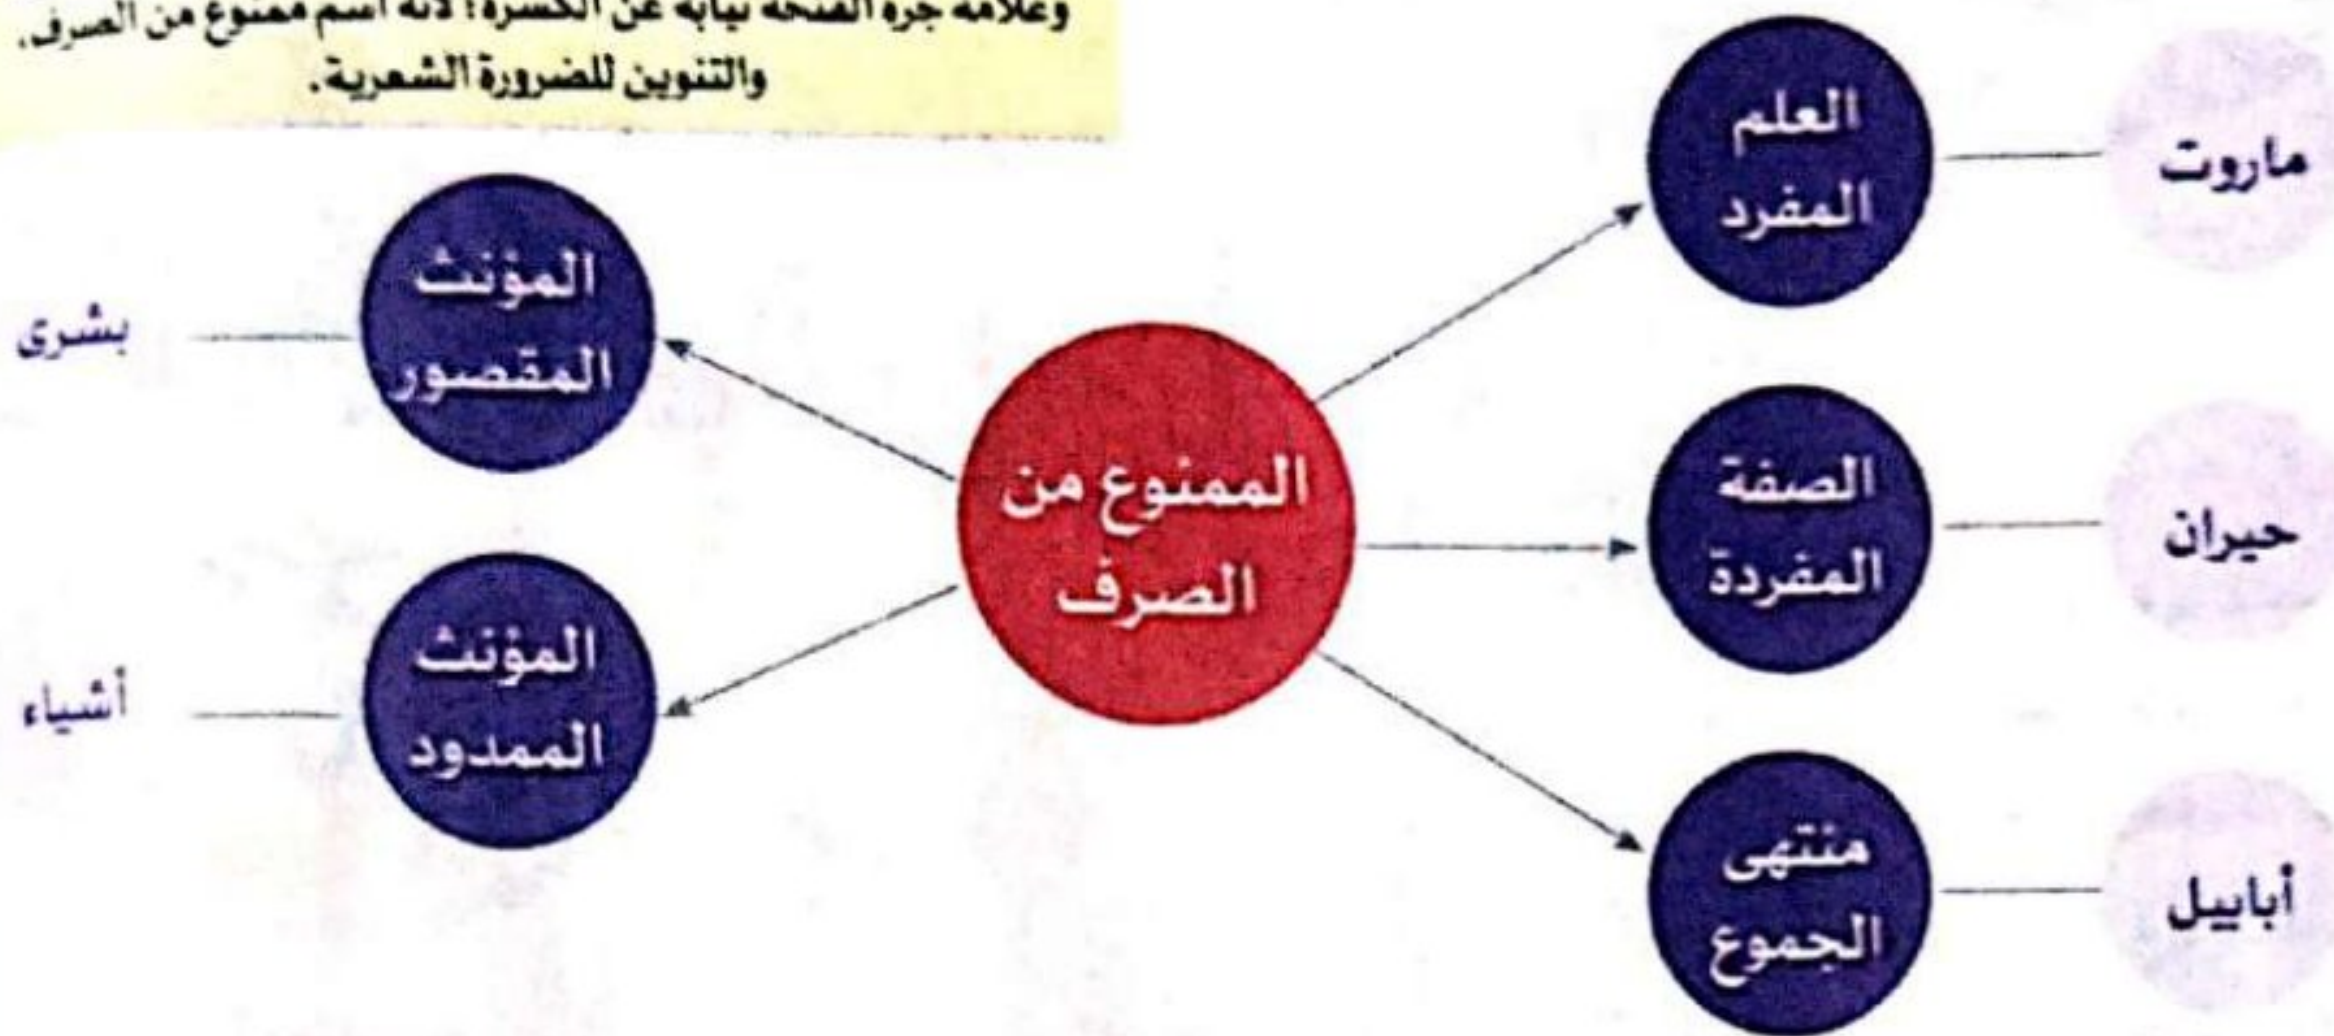 وعلامة جره الفتحة نيابة عن الكسرة؛ لأنه اسم ممنوع من الصرف،
والتنوين للضرورة الشعرية.
العلم
المفرد
ماروت
المؤنث
المقصور
بشرى
الممنوع من
الصرف
الصفة
المفردة
حيران
المؤنث
الممدود
أشياء
منتهى
الجموع
أبابيل